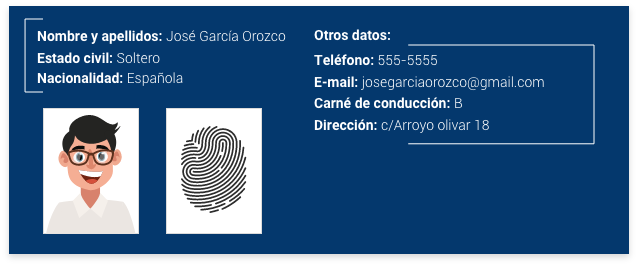 Nombre y apellidos: José García Orozco
Estado civil: Soltero
Nacionalidad: Española
Otros datos:
Teléfono: 555-5555
E-mail: josegarciaorozco@gmail.com
Carné de conducción: B
Dirección: c/Arroyo olivar 18